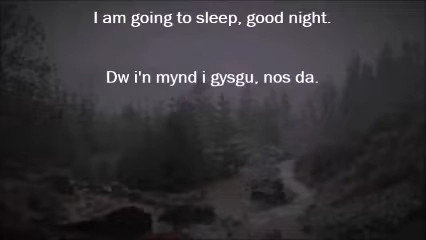 I am going to sleep, good night.
Dw i'n mynd i gysgu, nos da.